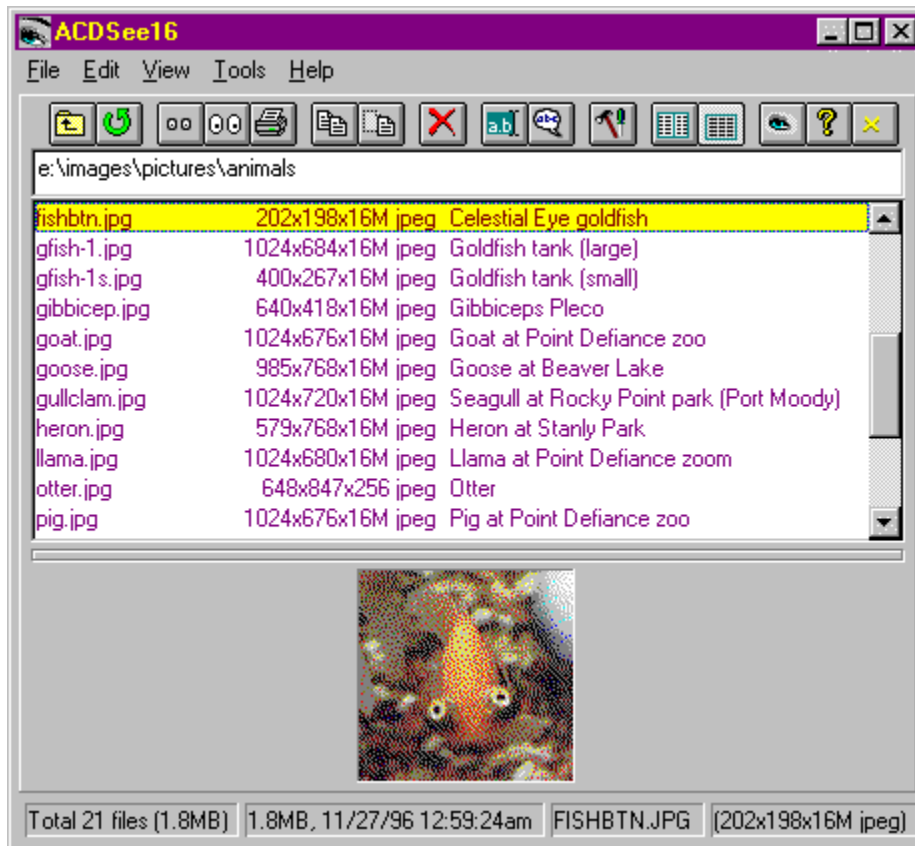 ACDSee16
File Edit View Tools Help
a.b abc
e:\images\pictures\animals
fishbtn.jpg 202x198x16M jpeg Celestial Eye goldfish
gfish-1.jpg 1024x684x16M jpeg Goldfish tank (large)
gfish-1s.jpg 400x267x16M jpeg Goldfish tank (small)
gibbicep.jpg 640x418x16M jpeg Gibbiceps Pleco
goat.jpg 1024x676x16M jpeg Goat at Point Defiance zoo
goose.jpg 985x768x16M jpeg Goose at Beaver Lake
gullclam.jpg 1024x720x16M jpeg Seagull at Rocky Point park (Port Moody)
heron.jpg 579x768x16M jpeg Heron at Stanly Park
llama.jpg 1024x680x16M jpeg Llama at Point Defiance zoom
otter.jpg 648x847x256 jpeg Otter
pig.jpg 1024x676x16M jpeg Pig at Point Defiance zoo
Total 21 files (1.8MB) 1.8MB, 11/27/96 12:59:24am FISHBTN.JPG (202x198x16M jpeg)